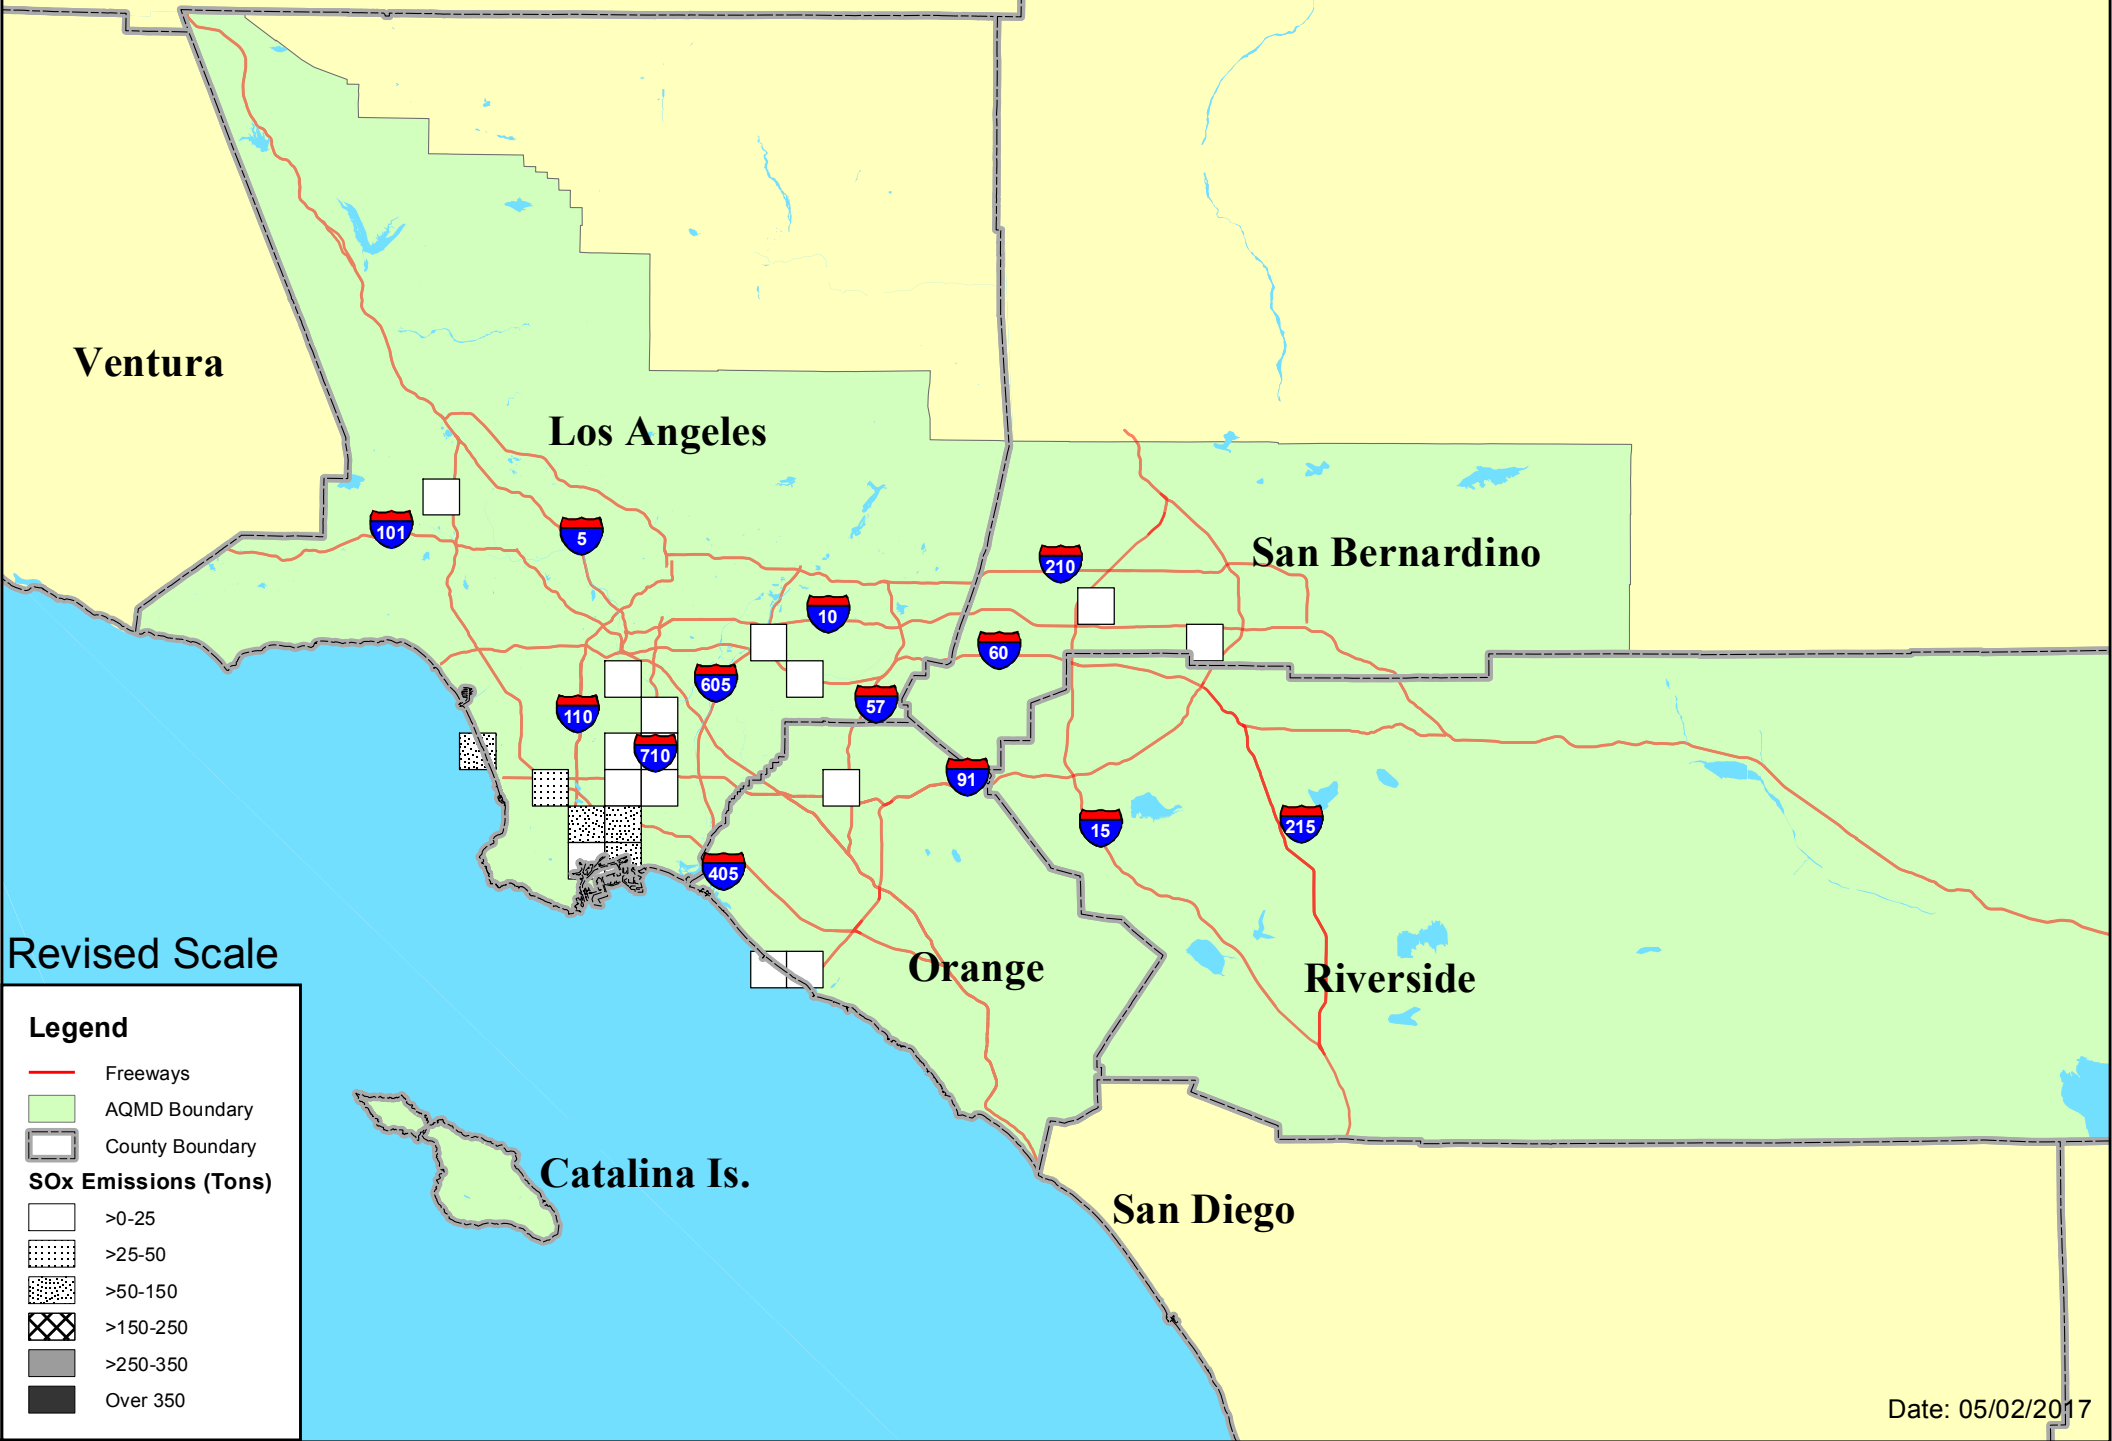 Ventura
Los Angeles
101
5
210
San Bernardino
10
60
605
57
110
710
91
15
215
405
Revised Scale
Orange
Riverside
Legend
Freeways
AQMD Boundary
County Boundary
SOx Emissions (Tons)
>0-25
>25-50
>50-150
>150-250
>250-350
Over 350
Catalina Is.
San Diego
Date: 05/02/2017